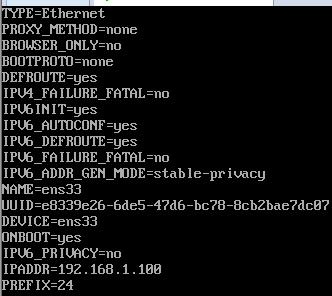 TYPE=Ethernet
PROXY_METHOD=none
BROWSER_ONLY=no
BOOTPROTO=none
DEFROUTE=yes
IPV4_FAILURE_FATAL=no
IPV6INIT=yes
IPV6_AUTOCONF=yes
IPV6_DEFROUTE=yes
IPV6_FAILURE_FATAL=no
IPV6_ADDR_GEN_MODE=stable-privacy
NAME=ens33
UUID=e8339e26-6de5-47d6-bc78-8cb2bae7dc07
DEVICE=ens33
ONBOOT=yes
IPV6_PRIVACY=no
IPADDR=192.168.1.100
PREFIX=24